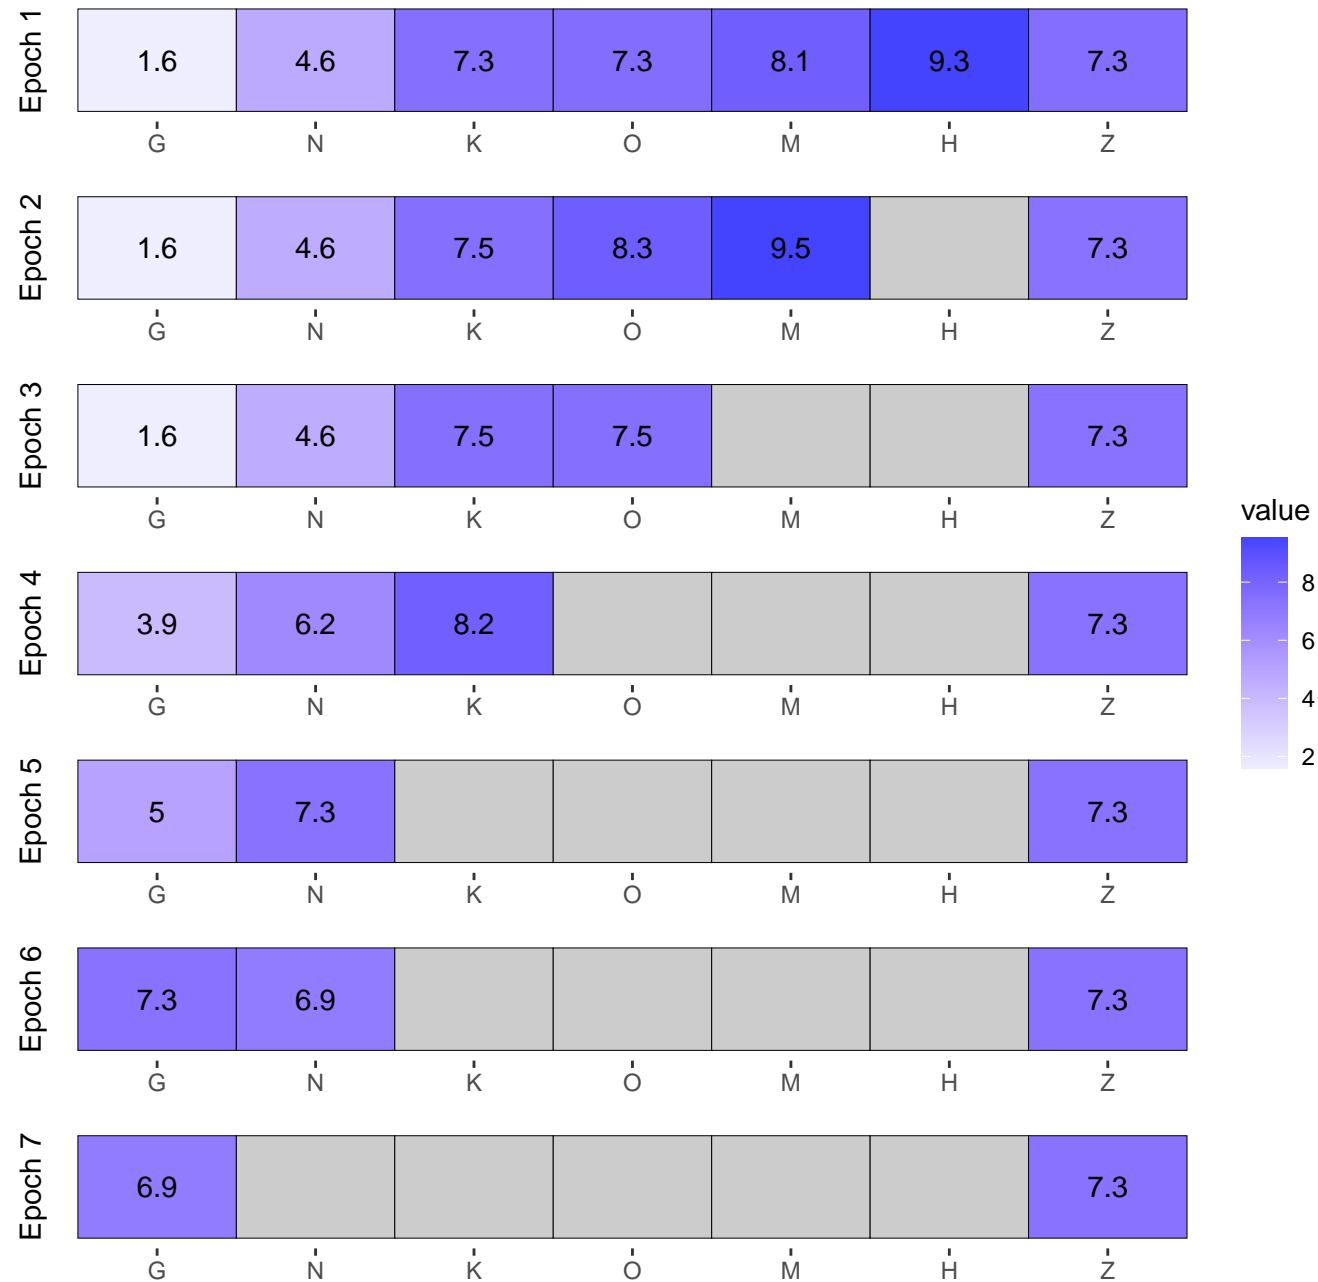 Epoch 1
1.6 4.6 7.3 7.3 8.1 9.3 7.3
G N K O M H Z
Epoch 2
1.6 4.6 7.5 8.3 9.5 7.3
G N K O M H Z
Epoch 3
1.6 4.6 7.5 7.5 7.3
G N K O M H Z
Epoch 4
3.9 6.2 8.2 7.3
G N K O M H Z
Epoch 5
5 7.3 7.3
G N K O M H Z
Epoch 6
7.3 6.9 7.3
G N K O M H Z
Epoch 7
6.9 7.3
G N K O M H Z
value
8
6
4
2